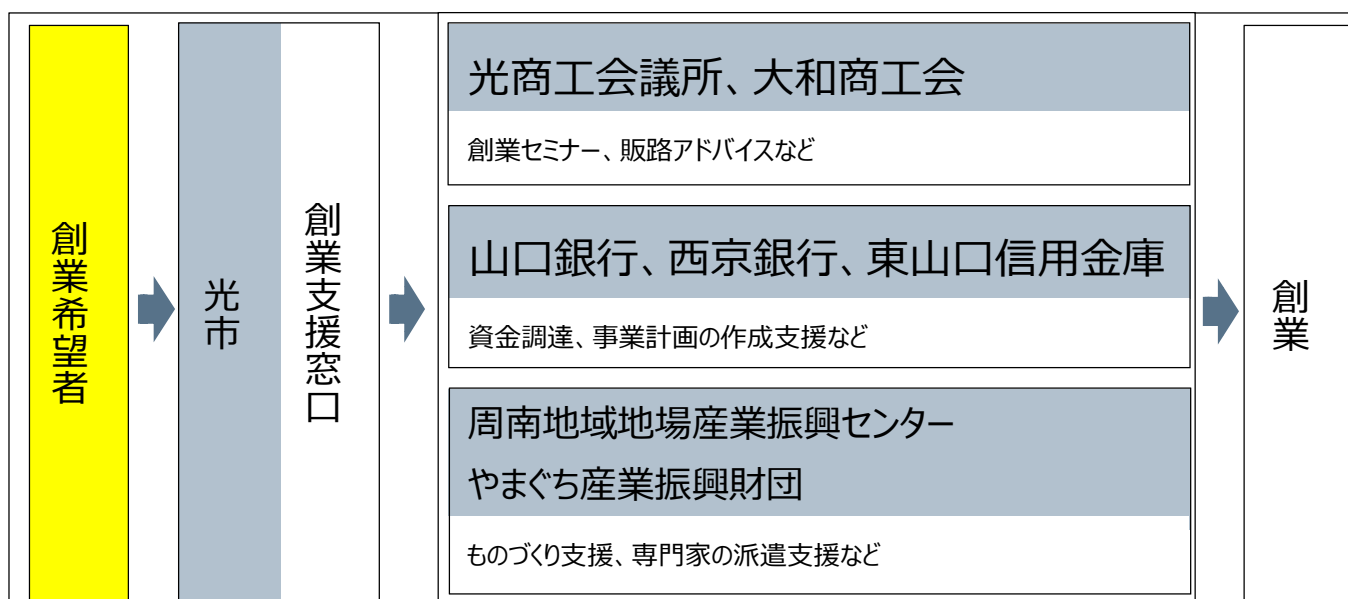 創業希望者
光市
創業支援窓口
光商工会議所、大和商工会
創業セミナー、販路アドバイスなど
山口銀行、西京銀行、東山口信用金庫
資金調達、事業計画の作成支援など
周南地域地場産業振興センター
やまぐち産業振興財団
ものづくり支援、専門家の派遣支援など
創業